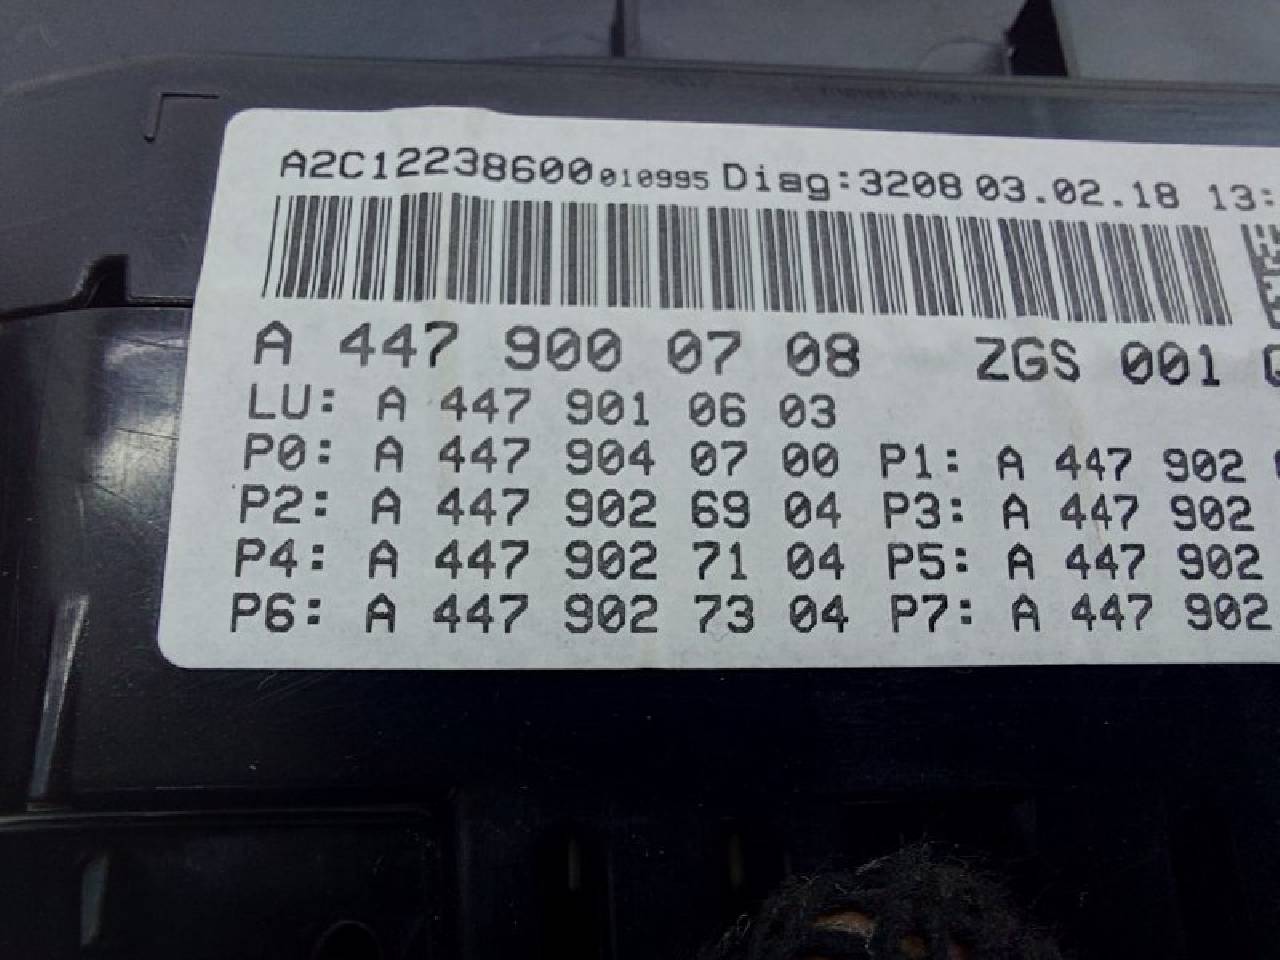 A2C12238600010995 Diag:3208 03.02.18 13:
A 447 900 07 08 ZGS 001
LU: A 447 901 06 03
P0: A 447 904 07 00 P1: A 447 902
P2: A 447 902 69 04 P3: A 447 902
P4: A 447 902 71 04 P5: A 447 902
P6: A 447 902 73 04 P7: A 447 902